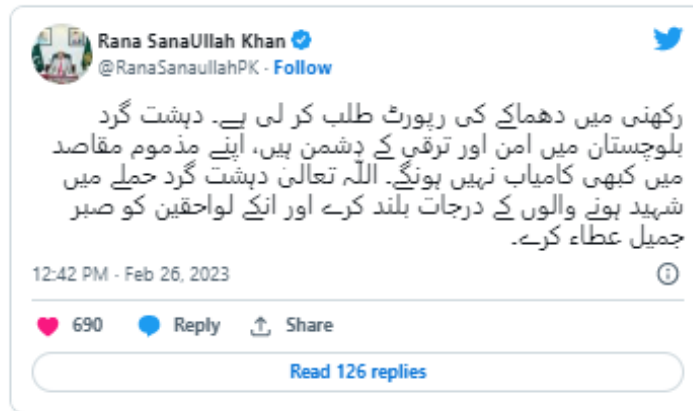 Rana SanaUllah Khan
@RanaSanaullahPK · Follow
رکھنی میں دھماکے کی رپورٹ طلب کر لی ہے۔ دہشت گرد
بلوچستان میں امن اور ترقی کے دشمن ہیں، اپنے مذموم مقاصد
میں کبھی کامیاب نہیں ہونگے۔ اللّہ تعالیٰ دہشت گرد حملے میں
شہید ہونے والوں کے درجات بلند کرے اور انکے لواحقین کو صبر
جمیل عطاء کرے۔
12:42 PM · Feb 26, 2023
690 Reply Share
Read 126 replies